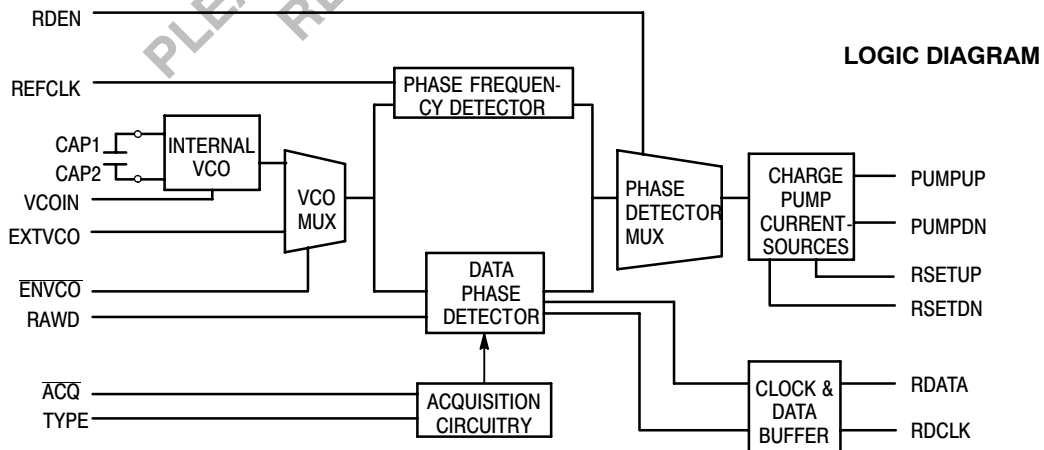 PLEA
RE
RDEN
LOGIC DIAGRAM
REFCLK
PHASE FREQUEN-
CY DETECTOR
CAP1
CAP2
INTERNAL
VCO
VCOIN
EXTVCO
VCO
MUX
PHASE
DETECTOR
MUX
CHARGE
PUMP
CURRENT-
SOURCES
PUMPUP
PUMPDN
RSETUP
RSETDN
ENVCO
RAWD
DATA
PHASE
DETECTOR
ACQ
TYPE
ACQUISITION
CIRCUITRY
CLOCK &
DATA
BUFFER
RDATA
RDCLK